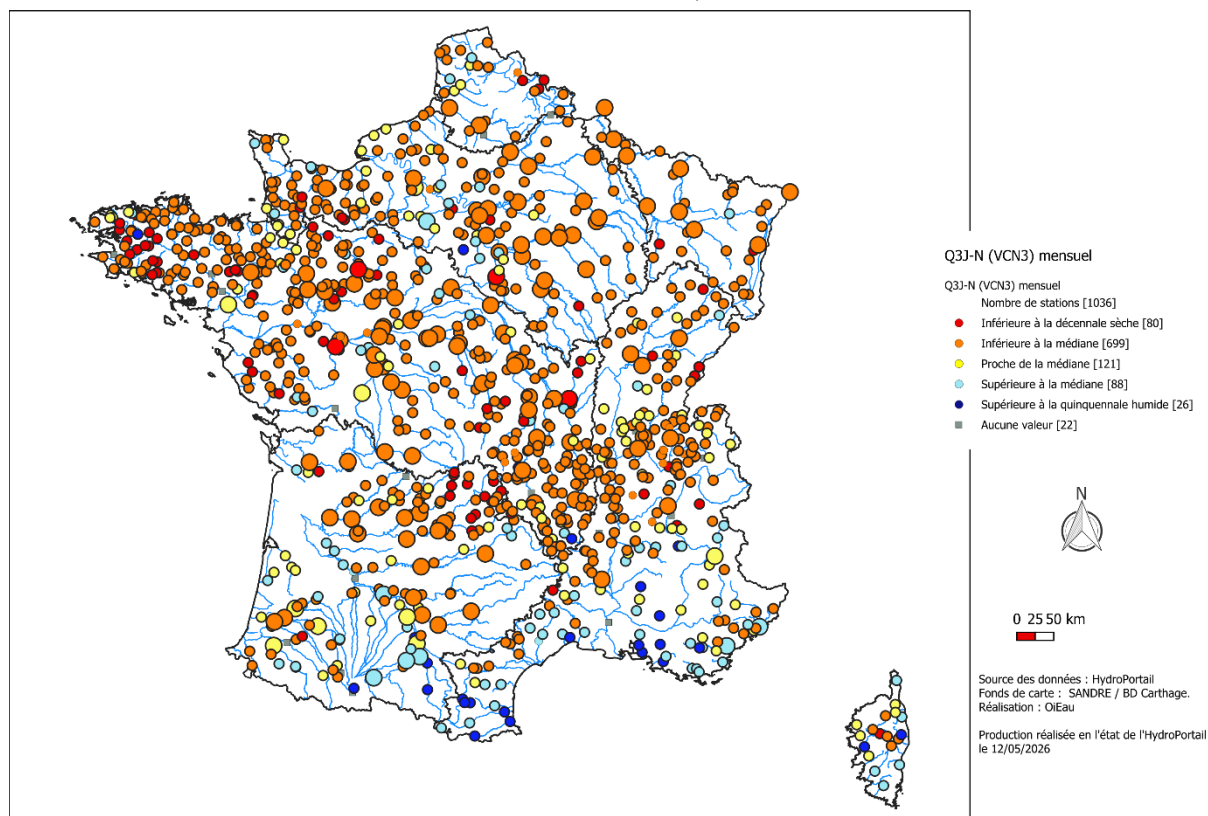 Q3J-N (VCN3) mensuel
Q3J-N (VCN3) mensuel
Nombre de stations [1036]
Inférieure à la décennale sèche [80]
Inférieure à la médiane [699]
Proche de la médiane [121]
Supérieure à la médiane [88]
Supérieure à la quinquennale humide [26]
Aucune valeur [22]
N
0 25 50 km
Source des données : HydroPortail
Fonds de carte : SANDRE / BD Carthage.
Réalisation : OiEau
Production réalisée en l'état de l'HydroPortail
le 12/05/2026